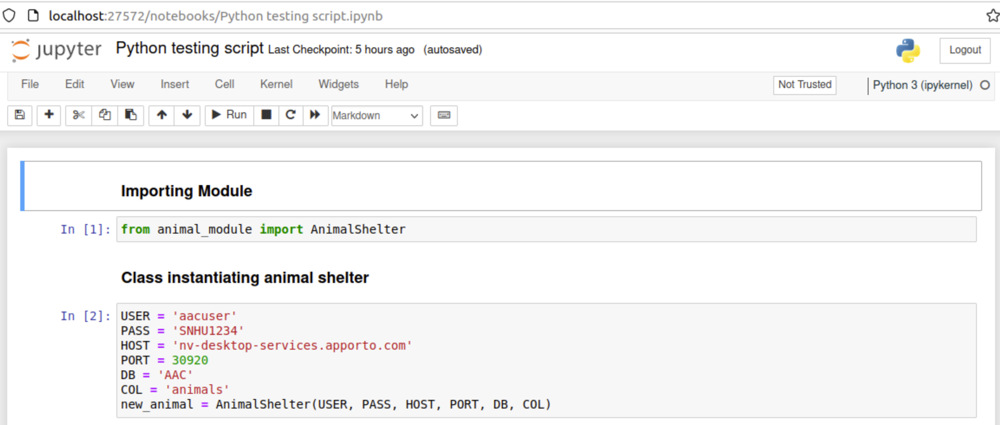 localhost:27572/notebooks/Python testing script.ipynb
jupyter Python testing script Last Checkpoint: 5 hours ago (autosaved) Logout
File Edit View Insert Cell Kernel Widgets Help Not Trusted Python 3 (ipykernel)
Run Markdown
Importing Module
In [1]: from animal_module import AnimalShelter
Class instantiating animal shelter
In [2]: USER = 'aacuser'
PASS = 'SNHU1234'
HOST = 'nv-desktop-services.apporto.com'
PORT = 30920
DB = 'AAC'
COL = 'animals'
new_animal = AnimalShelter(USER, PASS, HOST, PORT, DB, COL)